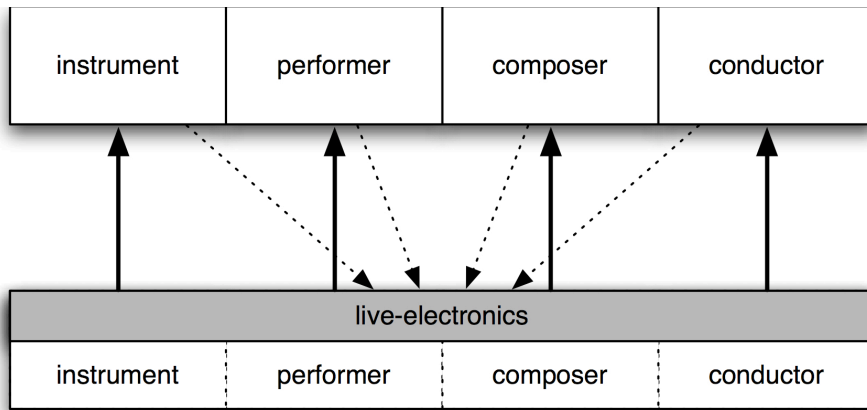 instrument performer composer conductor
live-electronics
instrument performer composer conductor